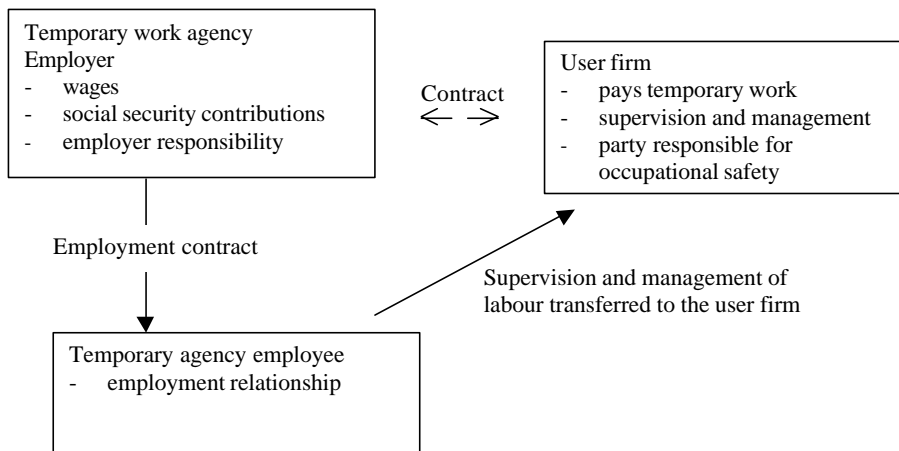 Temporary work agency
Employer
- wages
- social security contributions
- employer responsibility
Contract
User firm
- pays temporary work
- supervision and management
- party responsible for
occupational safety
Employment contract
Supervision and management of
labour transferred to the user firm
Temporary agency employee
- employment relationship